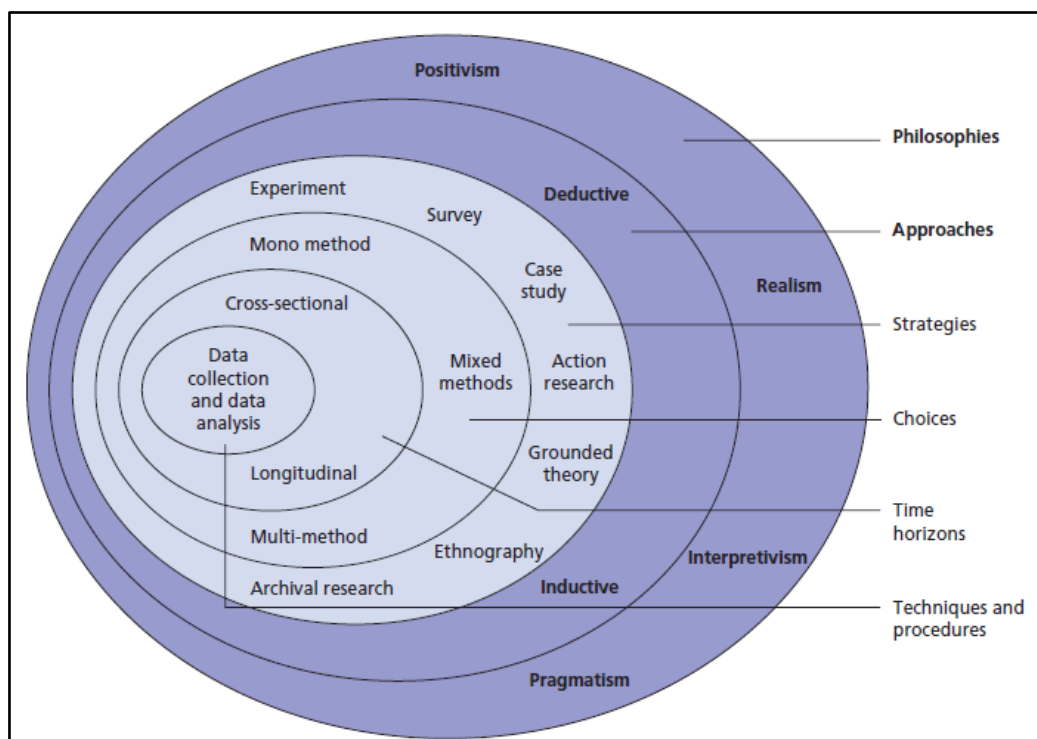 Positivism
Philosophies
Experiment
Deductive
Survey
Approaches
Mono method
Case
study
Realism
Cross-sectional
Strategies
Data
collection
and data
analysis
Mixed
methods
Action
research
Choices
Grounded
theory
Longitudinal
Time
horizons
Multi-method
Ethnography
Interpretivism
Archival research
Inductive
Techniques and
procedures
Pragmatism